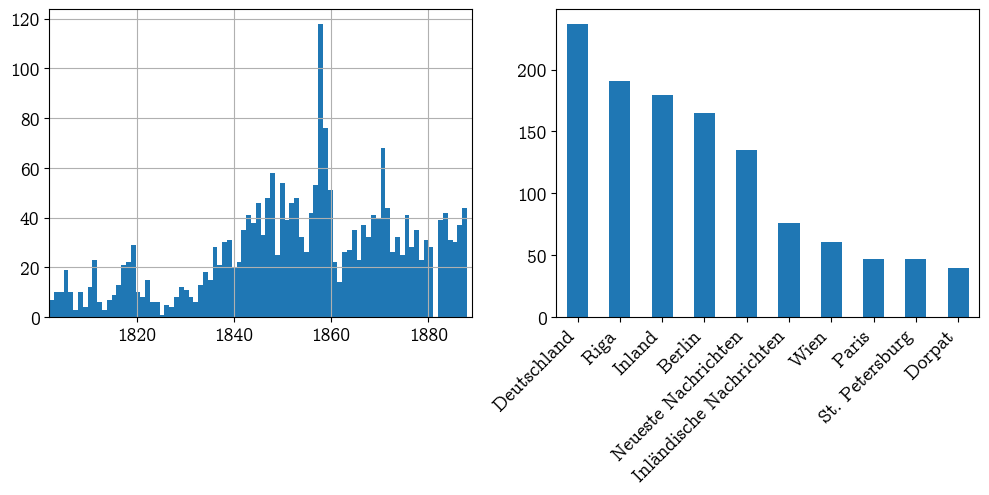 120
100
80
60
40
20
0
1820 1840 1860 1880
200
150
100
50
0
Deutschland
Riga
Inland
Berlin
Neueste Nachrichten
Inländische Nachrichten
Wien
Paris
St. Petersburg
Dorpat